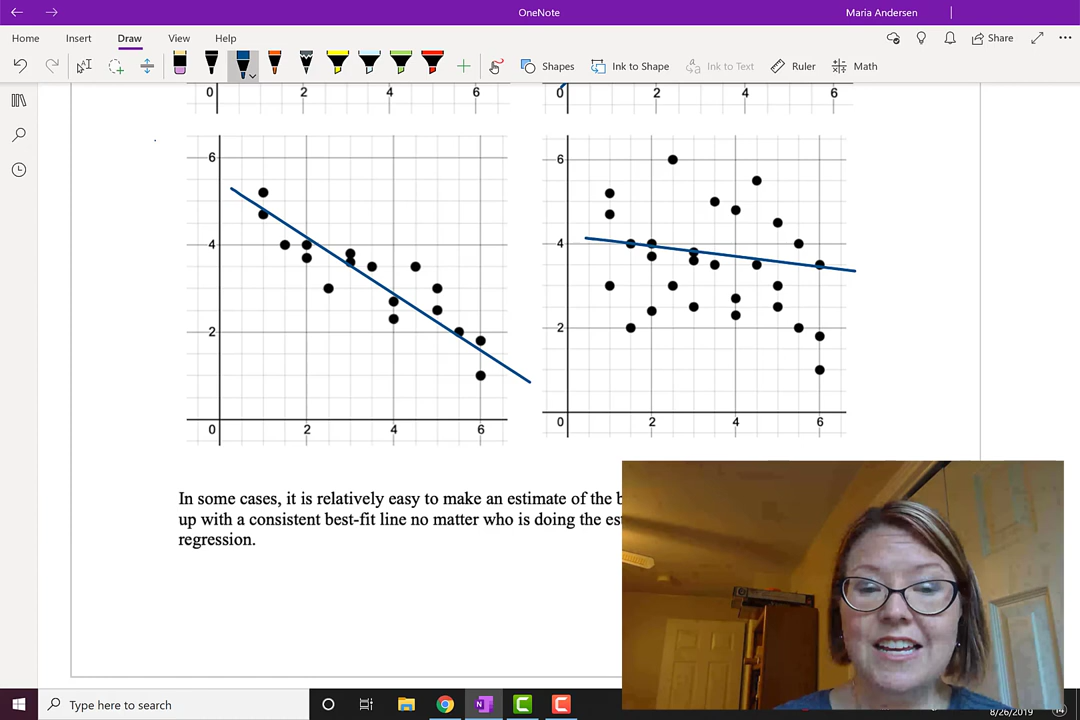 OneNote
Maria Andersen
Home Insert Draw View Help
Share
Shapes
Ink to Shape
Ink to Text
Ruler
Math
0 2 4 6
0 2 4 6
6
4
2
0 2 4 6
6
4
2
0 2 4 6
In some cases, it is relatively easy to make an estimate of the
up with a consistent best-fit line no matter who is doing the
regression.
Type here to search
8/26/2019